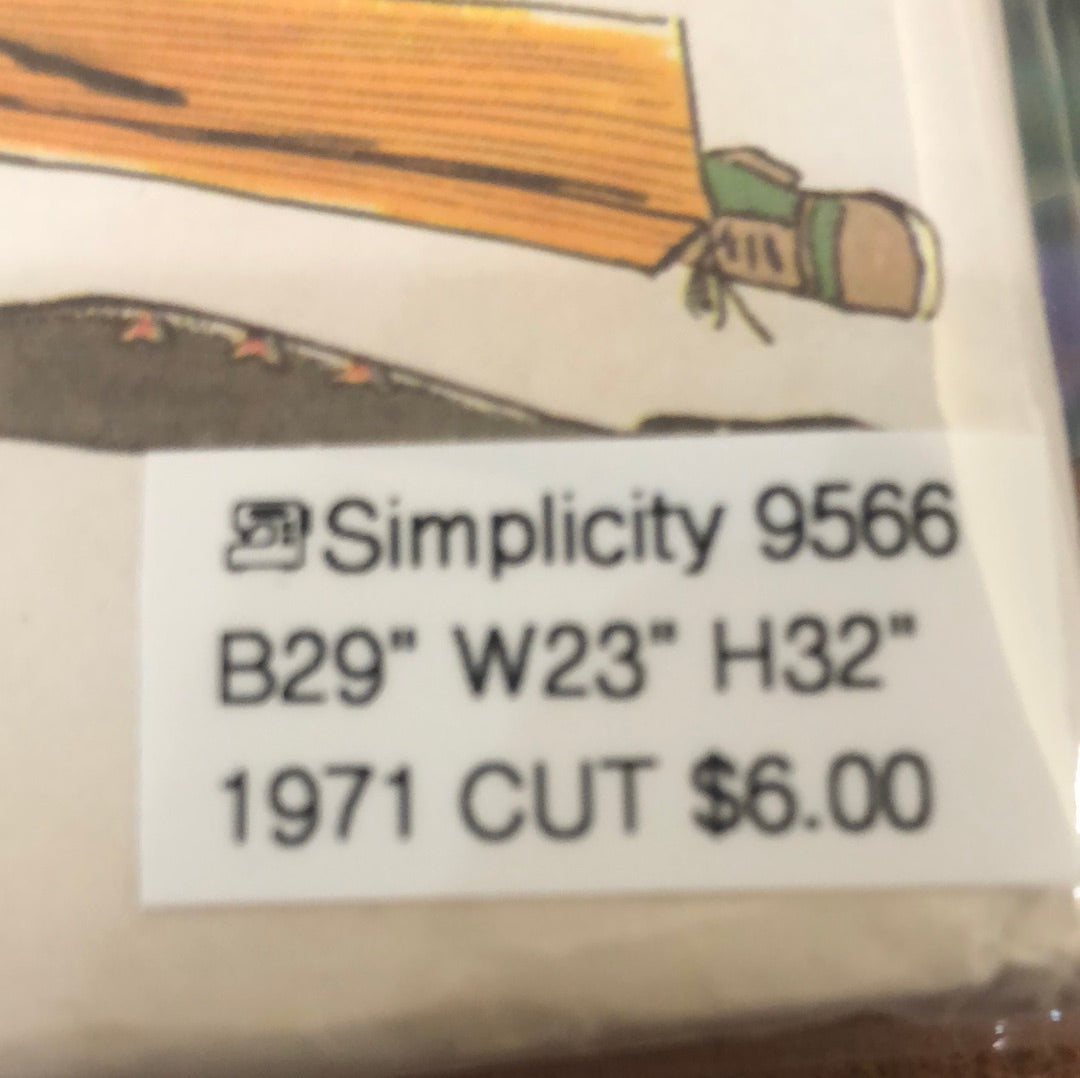 Simplicity 9566
B29" W23" H32"
1971 CUT $6.00